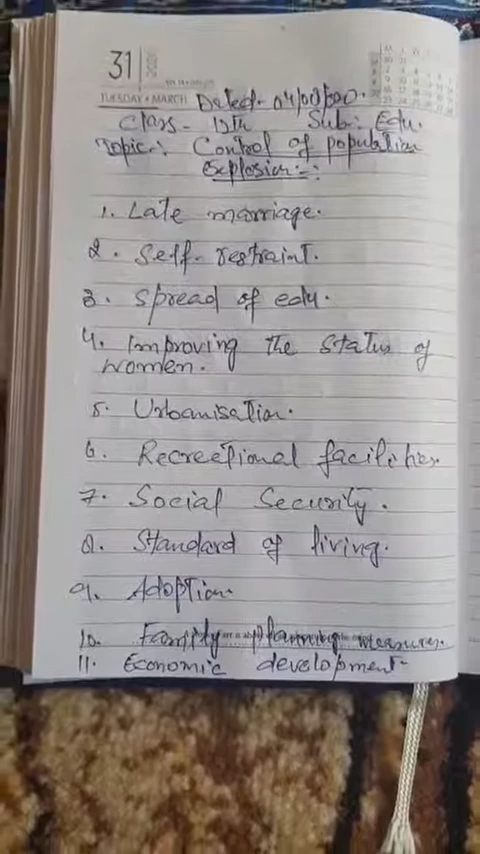 31
TUESDAY • MARCH Dated- 04/08/200.
Class- 12th Sub:- Edu.
Topic:- Control of population
Explosion:-:
1. Late marriage.
2. Self-restraint.
3. Spread of edu.
4. Improving the status of
women.
5. Urbanisation.
6. Recreational facilities.
7. Social Security.
8. Standard of living.
9. Adoption.
10. Family planning measures.
11. Economic development-